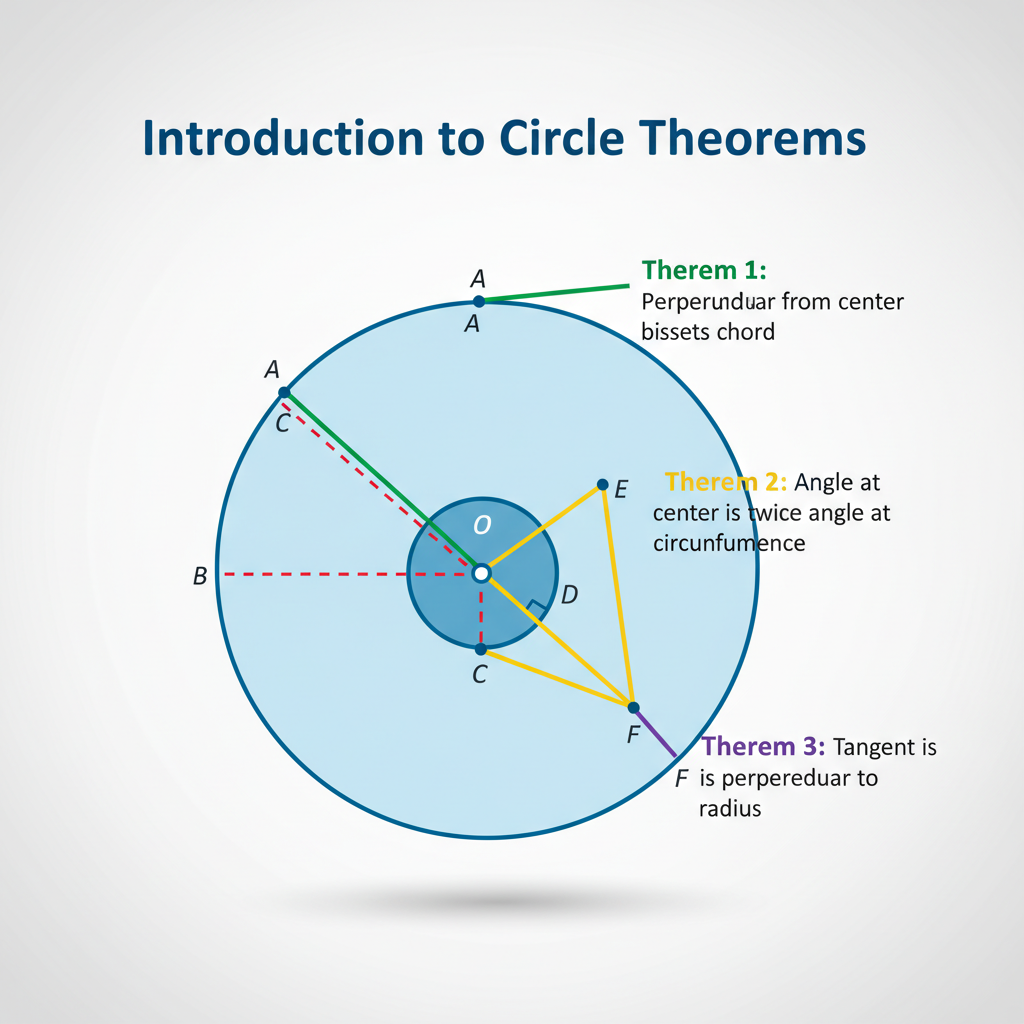 Introduction to Circle Theorems
A
Therem 1:
Perperunduar from center
bissets chord
A
A
C
E
Therem 2: Angle at
center is twice angle at
circunfumence
O
B
D
C
F
Therem 3: Tangent is
F is perpereduar to
radius